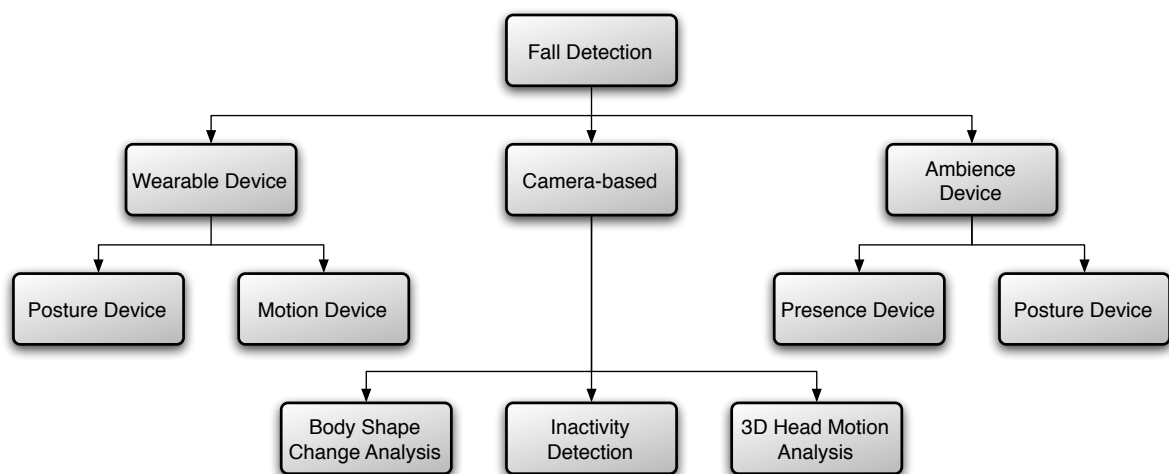 Fall Detection
Wearable Device
Camera-based
Ambience
Device
Posture Device
Motion Device
Presence Device
Posture Device
Body Shape
Change Analysis
Inactivity
Detection
3D Head Motion
Analysis